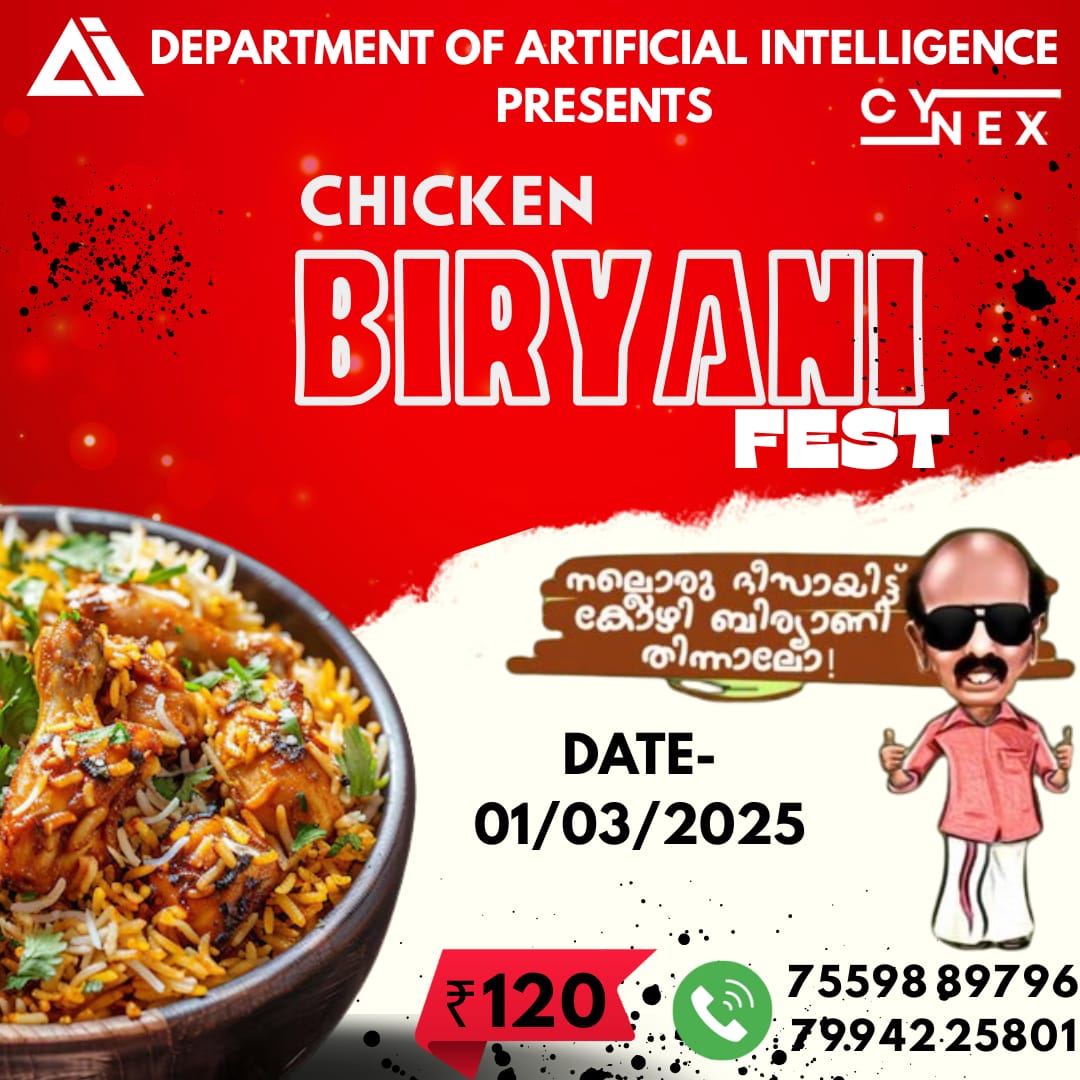 Ai DEPARTMENT OF ARTIFICIAL INTELLIGENCE
PRESENTS
CYNEX
CHICKEN
BIRYANI
FEST
നല്ലൊരു ദിവസായിട്ട്
കോഴി ബിര്യാണി
തിന്നാലോ!
DATE-
01/03/2025
₹120
75598 89796
79942 25801